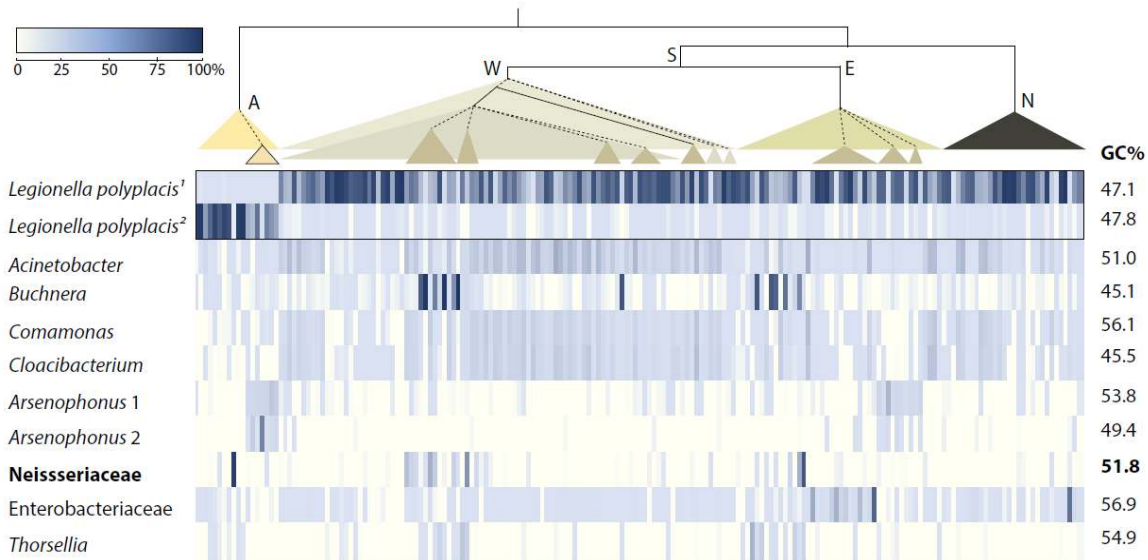 0 25 50 75 100%
S
W E
A N
GC%
Legionella polyplacis¹ 47.1
Legionella polyplacis² 47.8
Acinetobacter 51.0
Buchnera 45.1
Comamonas 56.1
Cloacibacterium 45.5
Arsenophonus 1 53.8
Arsenophonus 2 49.4
Neissseriaceae 51.8
Enterobacteriaceae 56.9
Thorsellia 54.9